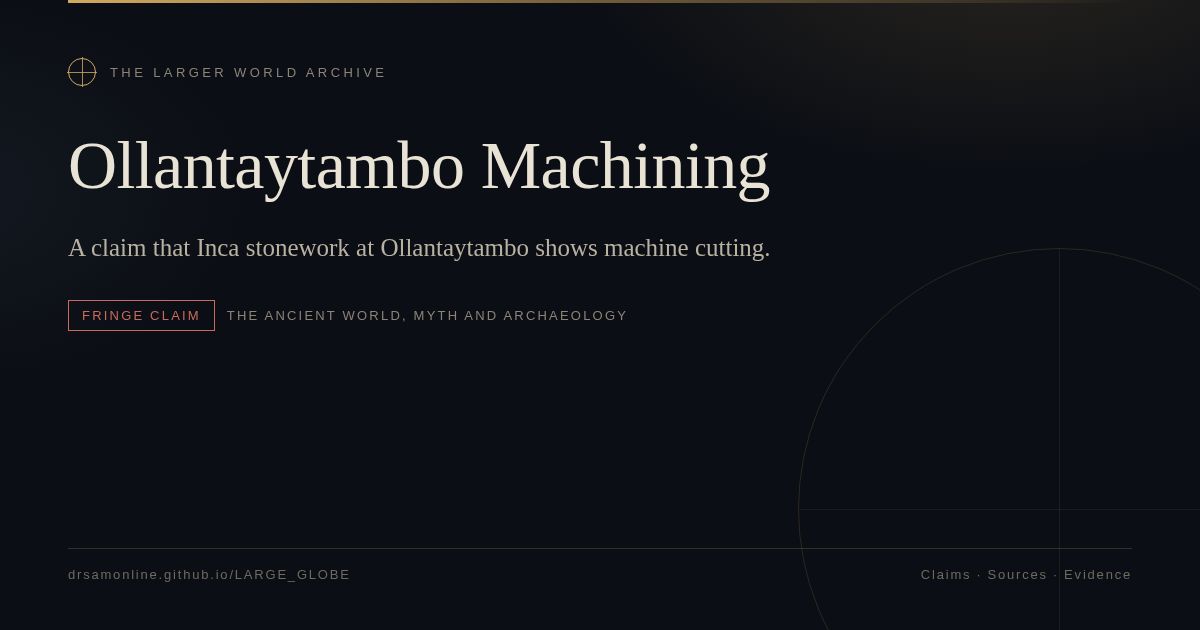 THE LARGER WORLD ARCHIVE
Ollantaytambo Machining
A claim that Inca stonework at Ollantaytambo shows machine cutting.
FRINGE CLAIM THE ANCIENT WORLD, MYTH AND ARCHAEOLOGY
drsamonline.github.io/LARGE_GLOBE Claims · Sources · Evidence